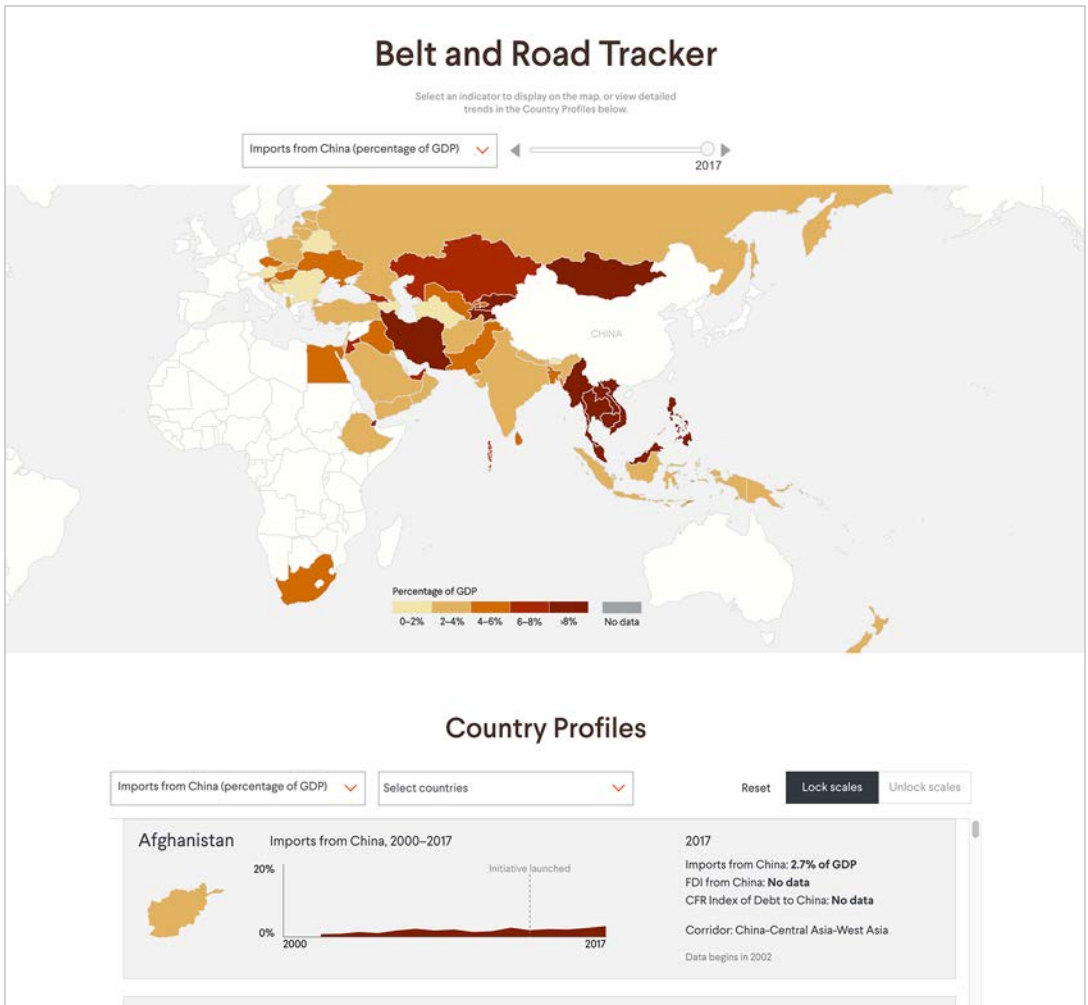 Belt and Road Tracker
Select an indicator to display on the map, or view detailed
trends in the Country Profiles below.
Imports from China (percentage of GDP)
2017
CHINA
Percentage of GDP
0–2% 2–4% 4–6% 6–8% >8% No data
Country Profiles
Imports from China (percentage of GDP) Select countries Reset Lock scales Unlock scales
Afghanistan Imports from China, 2000–2017 2017
Imports from China: 2.7% of GDP
20% Initiative launched
FDI from China: No data
CFR Index of Debt to China: No data
Corridor: China-Central Asia-West Asia
0%
2000 2017
Data begins in 2002